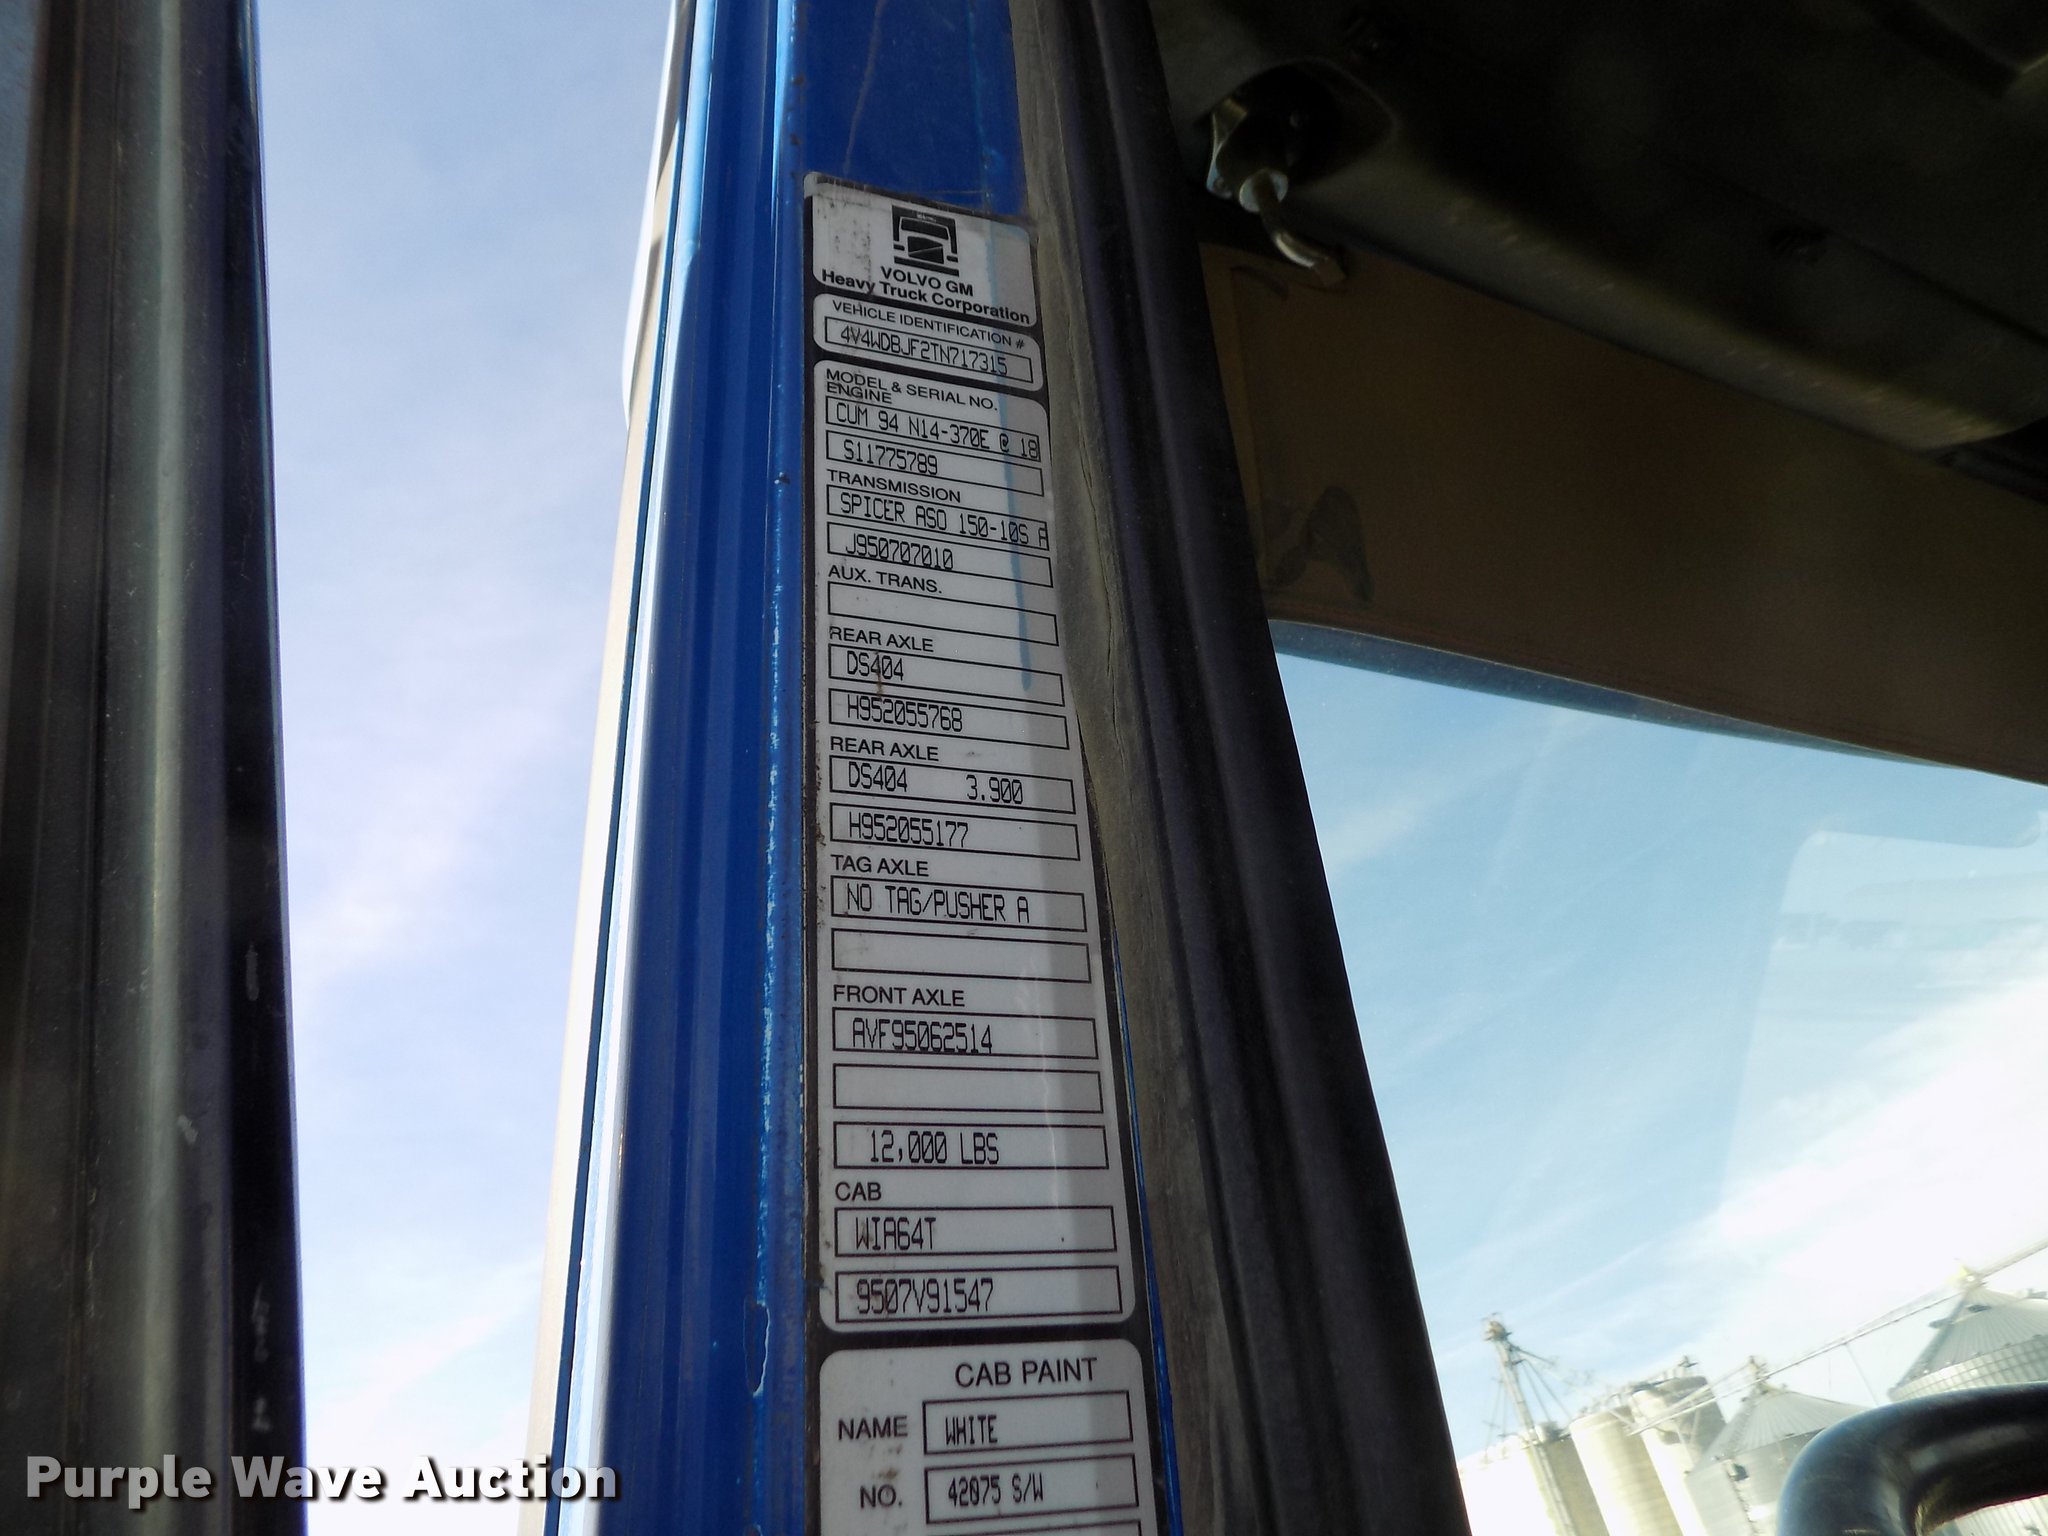 VOLVO GM
Heavy Truck Corporation
VEHICLE IDENTIFICATION #
4V4WDBJF2TN717315
MODEL & SERIAL NO.
ENGINE
CUM 94 N14-370E @ 18
S11775789
TRANSMISSION
SPICER ASO 150-10S A
J950707010
AUX. TRANS.
REAR AXLE
DS404
H952055768
REAR AXLE
DS404 3.900
H952055177
TAG AXLE
NO TAG/PUSHER A
FRONT AXLE
AVF95062514
12,000 LBS
CAB
WIA64T
9507V91547
CAB PAINT
NAME WHITE
NO. 42075 S/W
Purple Wave Auction